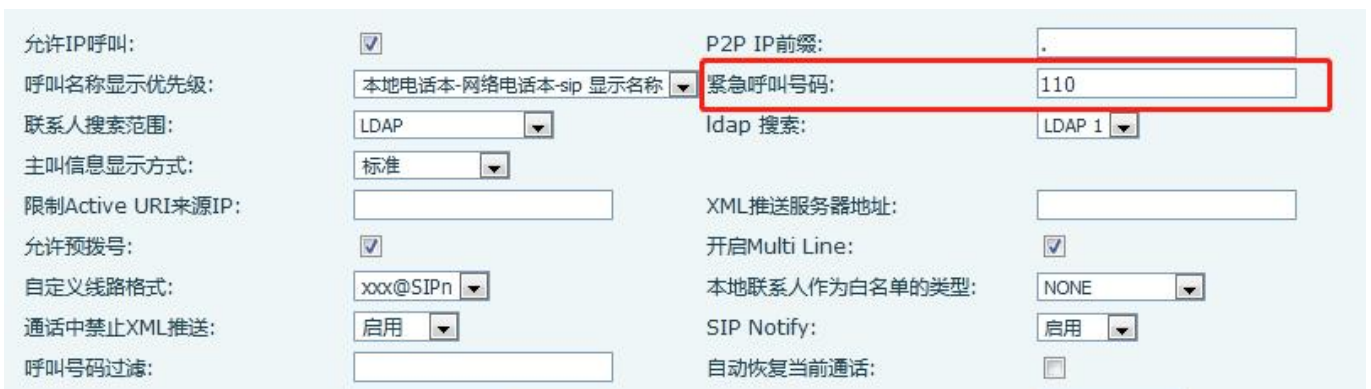 允许IP呼叫: P2P IP前缀: .
呼叫名称显示优先级: 本地电话本-网络电话本-sip 显示名称 紧急呼叫号码: 110
联系人搜索范围: LDAP ldap 搜索: LDAP 1
主叫信息显示方式: 标准
限制Active URI来源IP: XML推送服务器地址:
允许预拨号: 开启Multi Line:
自定义线路格式: xxx@SIPn 本地联系人作为白名单的类型: NONE
通话中禁止XML推送: 启用 SIP Notify: 启用
呼叫号码过滤: 自动恢复当前通话: